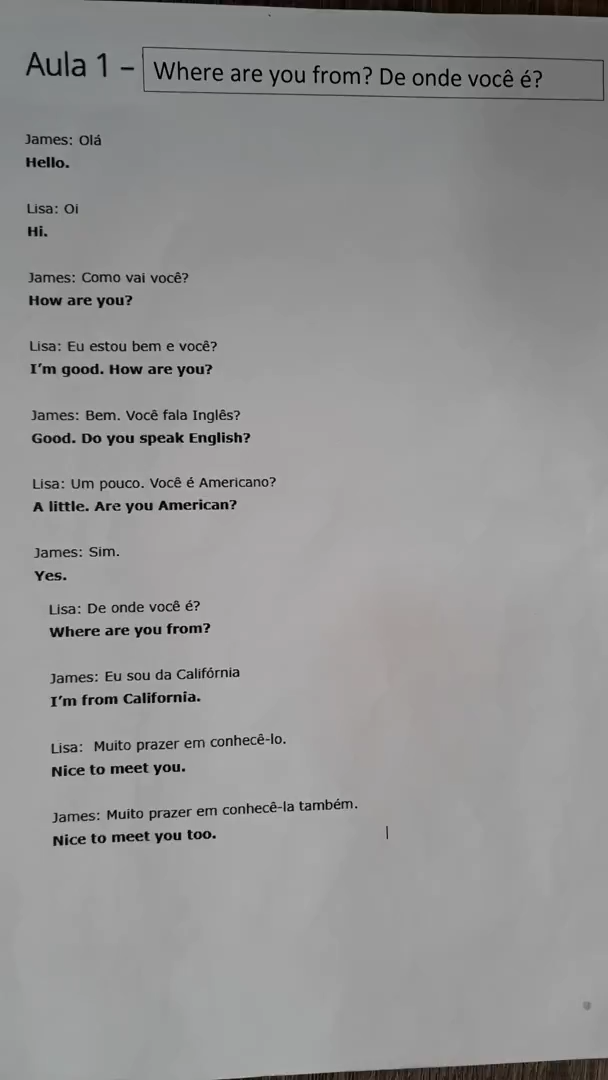 Aula 1 – Where are you from? De onde você é?
James: Olá
Hello.
Lisa: Oi
Hi.
James: Como vai você?
How are you?
Lisa: Eu estou bem e você?
I’m good. How are you?
James: Bem. Você fala Inglês?
Good. Do you speak English?
Lisa: Um pouco. Você é Americano?
A little. Are you American?
James: Sim.
Yes.
Lisa: De onde você é?
Where are you from?
James: Eu sou da Califórnia
I’m from California.
Lisa: Muito prazer em conhecê-lo.
Nice to meet you.
James: Muito prazer em conhecê-la também.
Nice to meet you too.